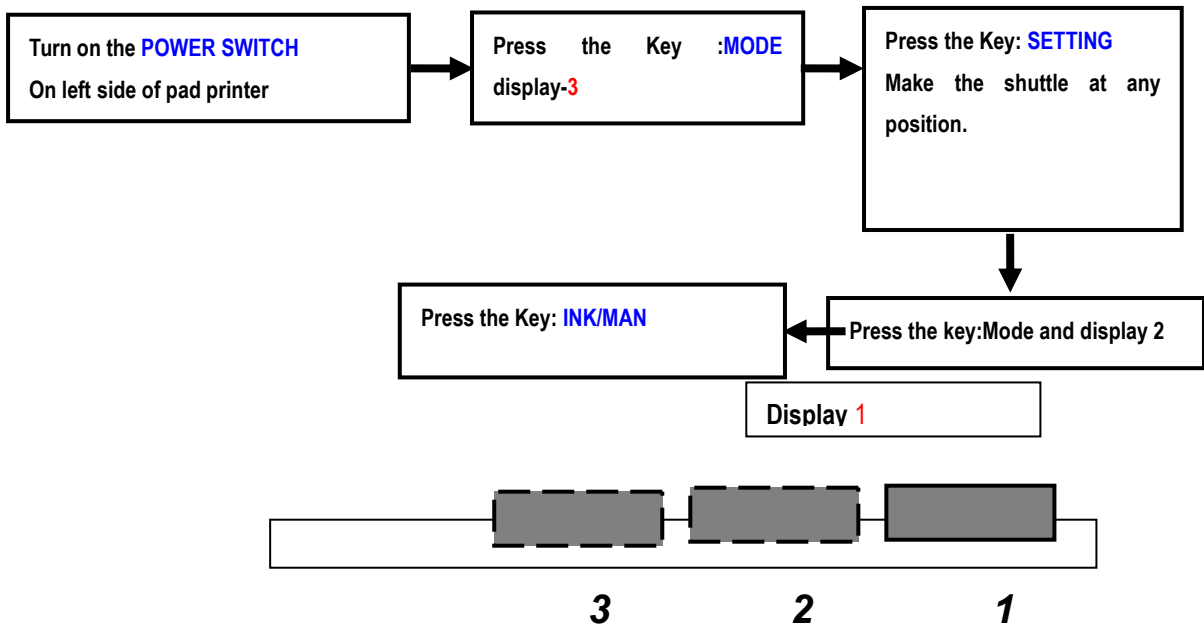 Turn on the POWER SWITCH
On left side of pad printer
Press the Key :MODE
display-3
Press the Key: SETTING
Make the shuttle at any
position.
Press the key:Mode and display 2
Press the Key: INK/MAN
Display 1
3 2 1